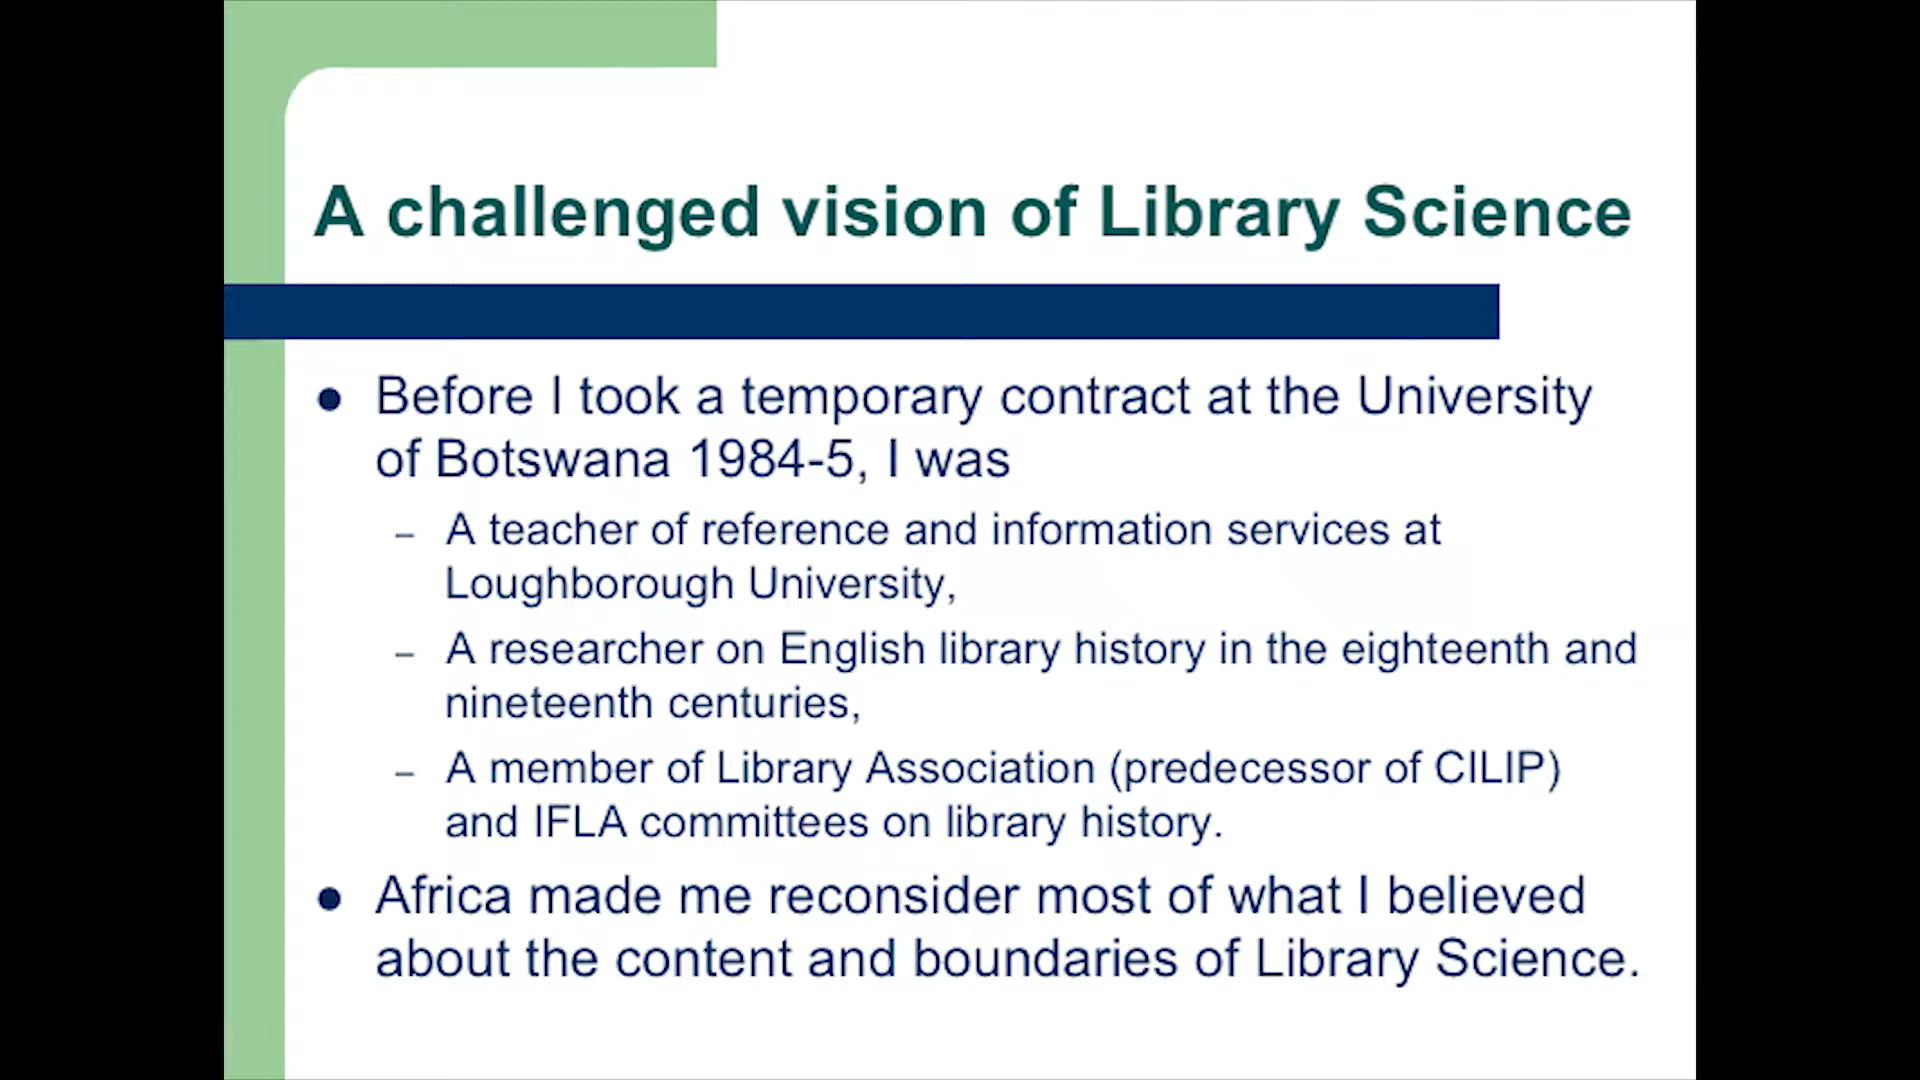 A challenged vision of Library Science
● Before I took a temporary contract at the University
of Botswana 1984-5, I was
– A teacher of reference and information services at
Loughborough University,
– A researcher on English library history in the eighteenth and
nineteenth centuries,
– A member of Library Association (predecessor of CILIP)
and IFLA committees on library history.
● Africa made me reconsider most of what I believed
about the content and boundaries of Library Science.